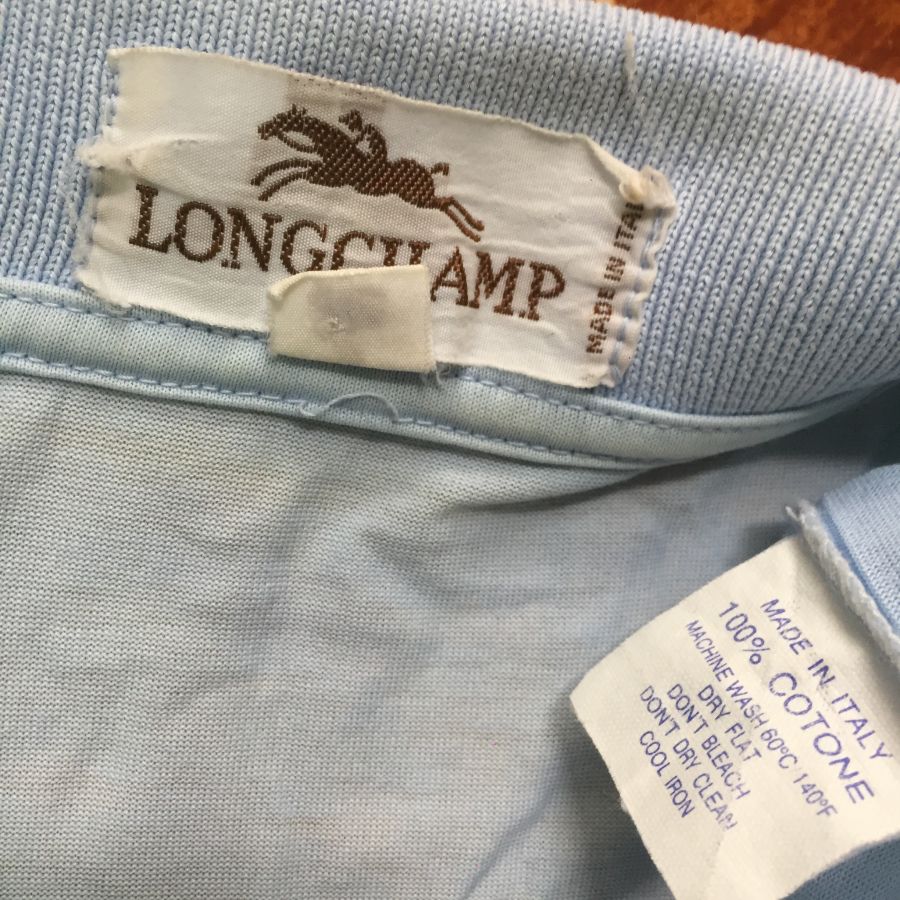 LONGCHAMP
MADE IN ITALY
MADE IN ITALY
100% COTONE
MACHINE WASH 60°C 140°F
DRY FLAT
DON'T BLEACH
DON'T DRY CLEAN
COOL IRON